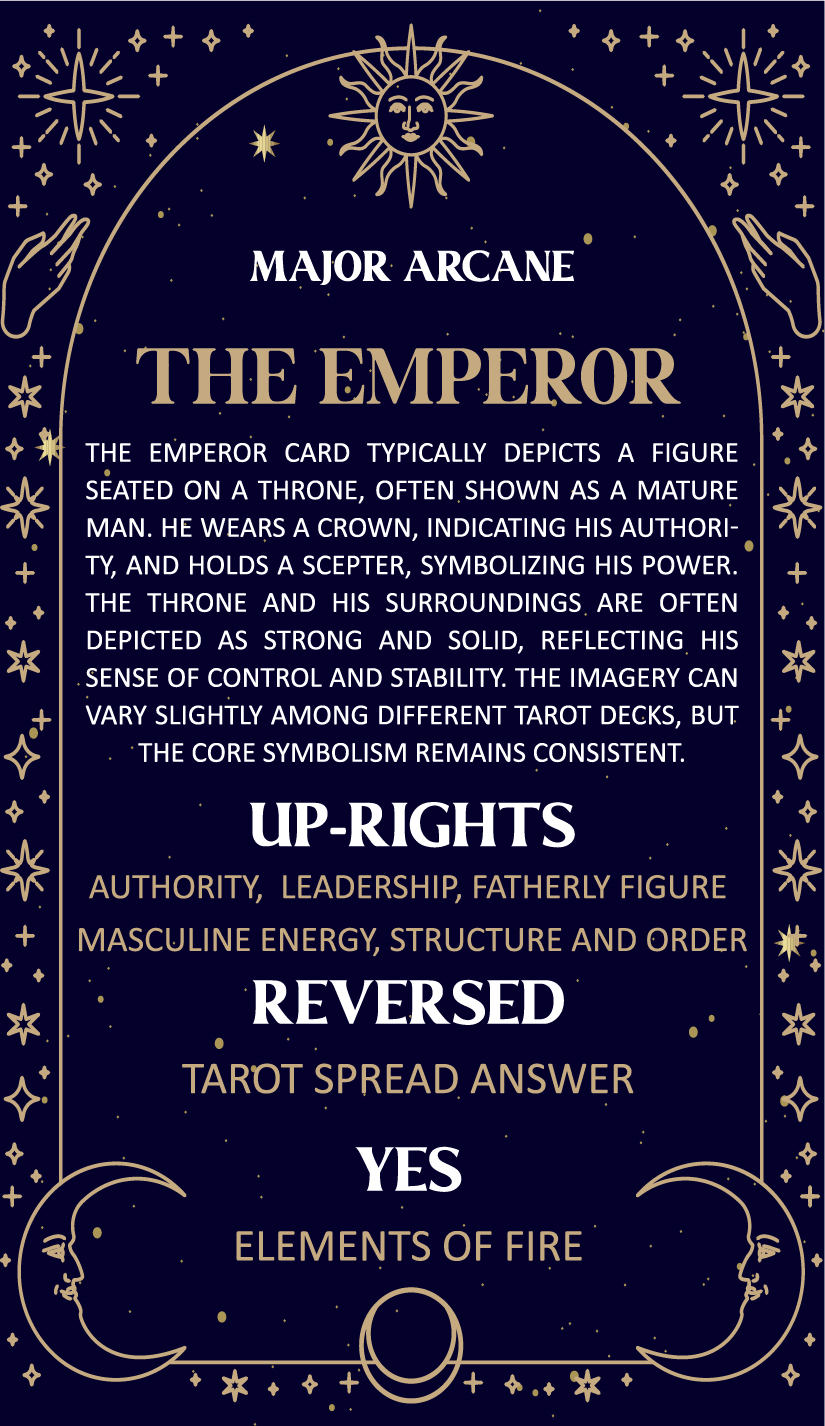 MAJOR ARCANE
THE EMPEROR
THE EMPEROR CARD TYPICALLY DEPICTS A FIGURE
SEATED ON A THRONE, OFTEN SHOWN AS A MATURE
MAN. HE WEARS A CROWN, INDICATING HIS AUTHORI-
TY, AND HOLDS A SCEPTER, SYMBOLIZING HIS POWER.
THE THRONE AND HIS SURROUNDINGS ARE OFTEN
DEPICTED AS STRONG AND SOLID, REFLECTING HIS
SENSE OF CONTROL AND STABILITY. THE IMAGERY CAN
VARY SLIGHTLY AMONG DIFFERENT TAROT DECKS, BUT
THE CORE SYMBOLISM REMAINS CONSISTENT.
UP-RIGHTS
AUTHORITY, LEADERSHIP, FATHERLY FIGURE
MASCULINE ENERGY, STRUCTURE AND ORDER
REVERSED
TAROT SPREAD ANSWER
YES
ELEMENTS OF FIRE